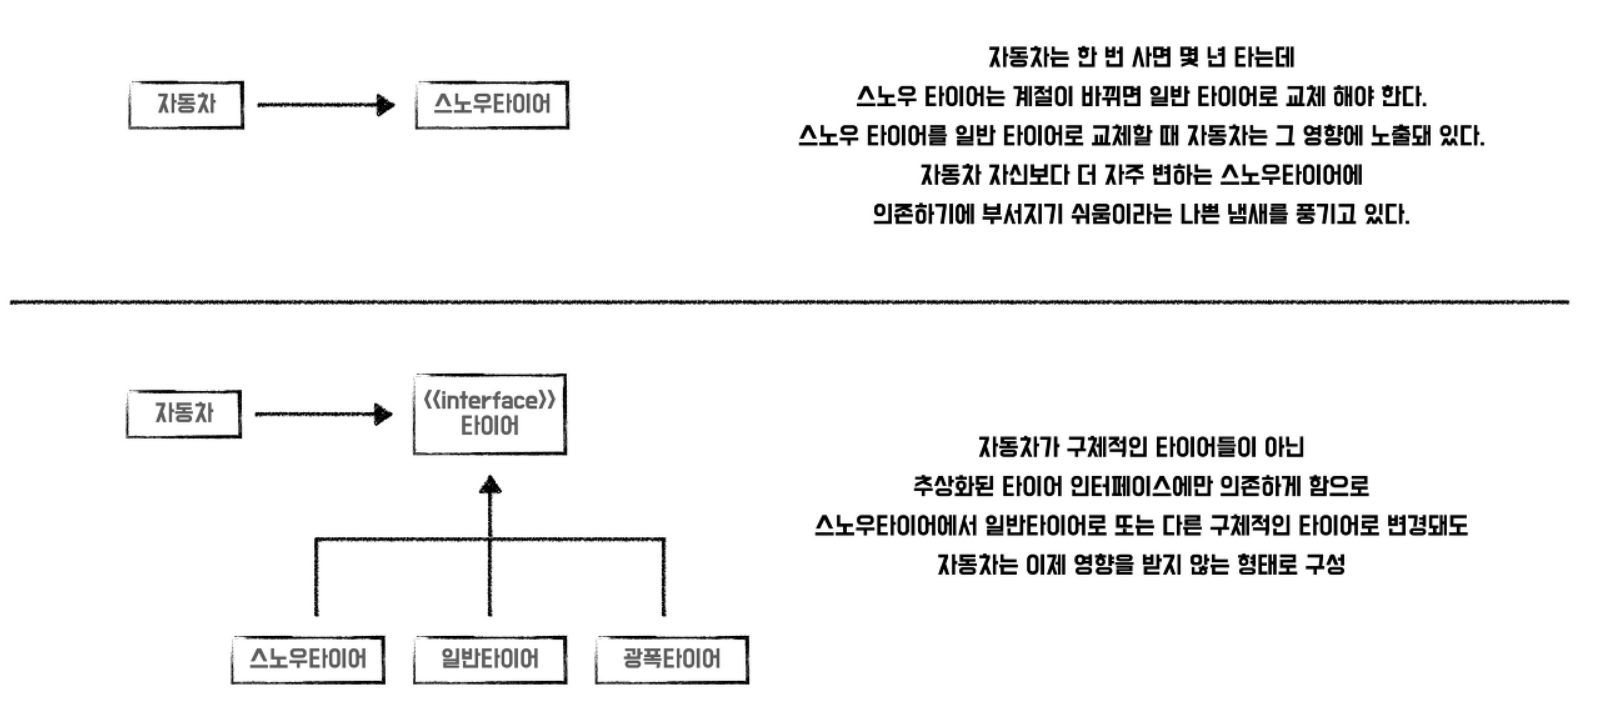 자동차
스노우타이어
자동차는 한 번 사면 몇 년 타는데
스노우 타이어는 계절이 바뀌면 일반 타이어로 교체 해야 한다.
스노우 타이어를 일반 타이어로 교체할 때 자동차는 그 영향에 노출돼 있다.
자동차 자신보다 더 자주 변하는 스노우타이어에
의존하기에 부서지기 쉬움이라는 나쁜 냄새를 풍기고 있다.
자동차
<<interface>>
타이어
스노우타이어
일반타이어
광폭타이어
자동차가 구체적인 타이어들이 아닌
추상화된 타이어 인터페이스에만 의존하게 함으로
스노우타이어에서 일반타이어로 또는 다른 구체적인 타이어로 변경돼도
자동차는 이제 영향을 받지 않는 형태로 구성